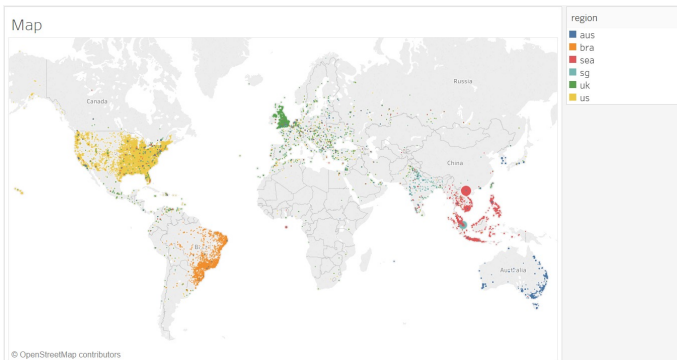 Map
region
aus
bra
sea
sg
uk
us
Canada
Russia
China
Australia
© OpenStreetMap contributors